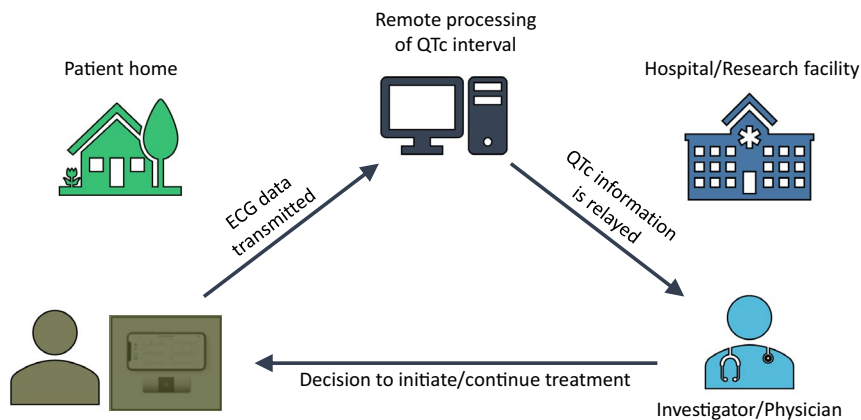 Remote processing
of QTc interval
Patient home
Hospital/Research facility
ECG data
transmitted
QTc information
is relayed
Decision to initiate/continue treatment
Investigator/Physician